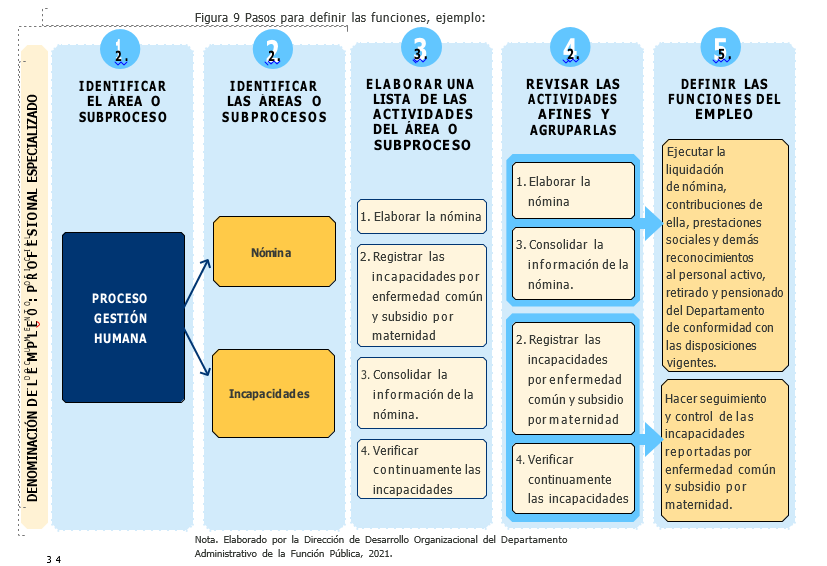 Figura 9 Pasos para definir las funciones, ejemplo:
DENOMINACIÓN DEL EMPLEO: PROFESIONAL ESPECIALIZADO
1
2.
IDENTIFICAR
EL ÁREA O
SUBPROCESO
PROCESO
GESTIÓN
HUMANA
2
2.
IDENTIFICAR
LAS ÁREAS O
SUBPROCESOS
Nómina
Incapacidades
3
3.
ELABORAR UNA
LISTA DE LAS
ACTIVIDADES
DEL ÁREA O
SUBPROCESO
1. Elaborar la nómina
2. Registrar las
incapacidades por
enfermedad común
y subsidio por
maternidad
3. Consolidar la
información de la
nómina.
4. Verificar
continuamente las
incapacidades
4
2.
REVISAR LAS
ACTIVIDADES
AFINES Y
AGRUPARLAS
1. Elaborar la
nómina
3. Consolidar la
información de la
nómina.
2. Registrar las
incapacidades
por enfermedad
común y subsidio
por maternidad
4. Verificar
continuamente
las incapacidades
5
5.
DEFINIR LAS
FUNCIONES DEL
EMPLEO
Ejecutar la
liquidación
de nómina,
contribuciones de
ella, prestaciones
sociales y demás
reconocimientos
al personal activo,
retirado y pensionado
del Departamento
de conformidad con
las disposiciones
vigentes.
Hacer seguimiento
y control de las
incapacidades
reportadas por
enfermedad común
y subsidio por
maternidad.
Nota. Elaborado por la Dirección de Desarrollo Organizacional del Departamento
Administrativo de la Función Pública, 2021.
34